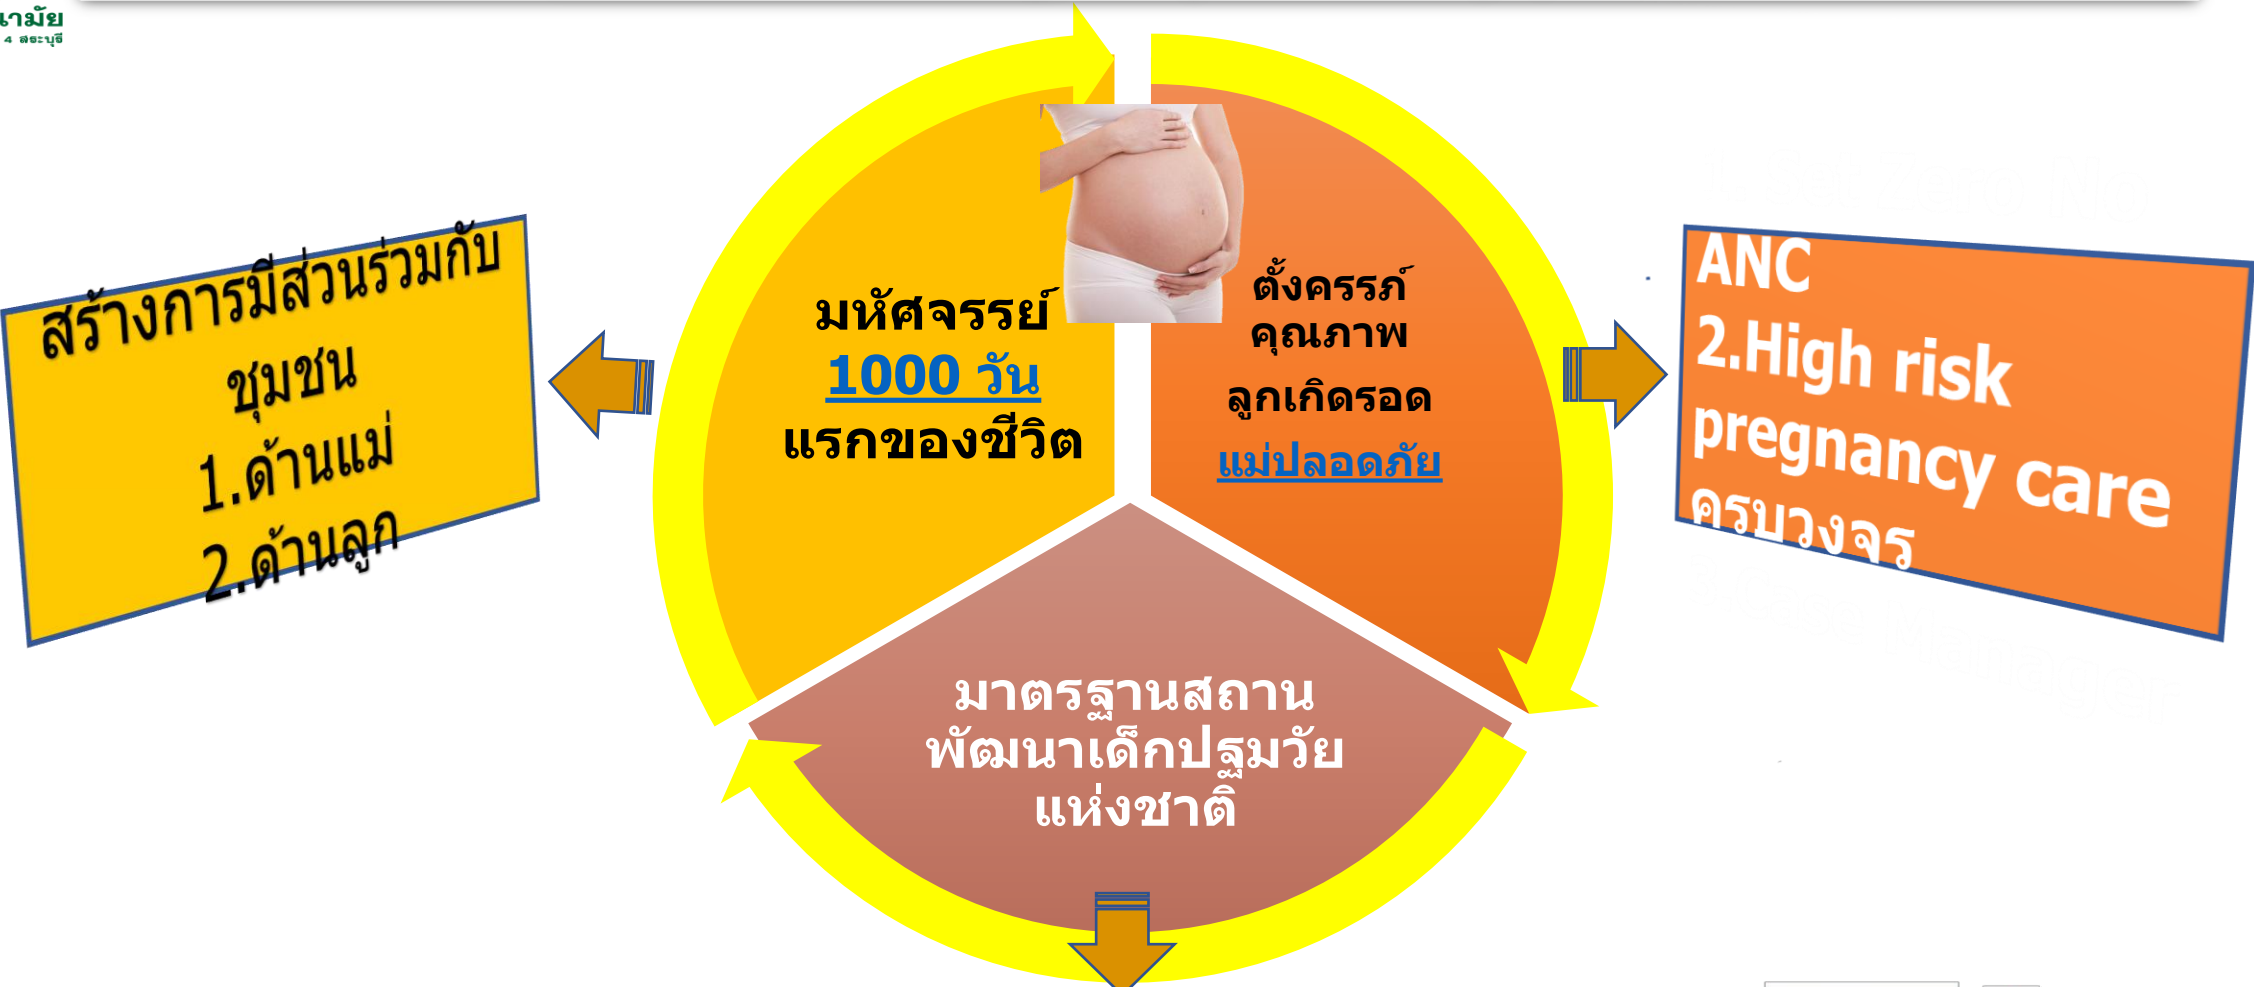 นามัย
4 สระบุรี
สร้างการมีส่วนร่วมกับ
ชุมชน
1.ด้านแม่
2.ด้านลูก
มหัศจรรย์
1000 วัน
แรกของชีวิต
ตั้งครรภ์
คุณภาพ
ลูกเกิดรอด
แม่ปลอดภัย
ANC
2.High risk
pregnancy care
ครบวงจร
มาตรฐานสถาน
พัฒนาเด็กปฐมวัย
แห่งชาติ